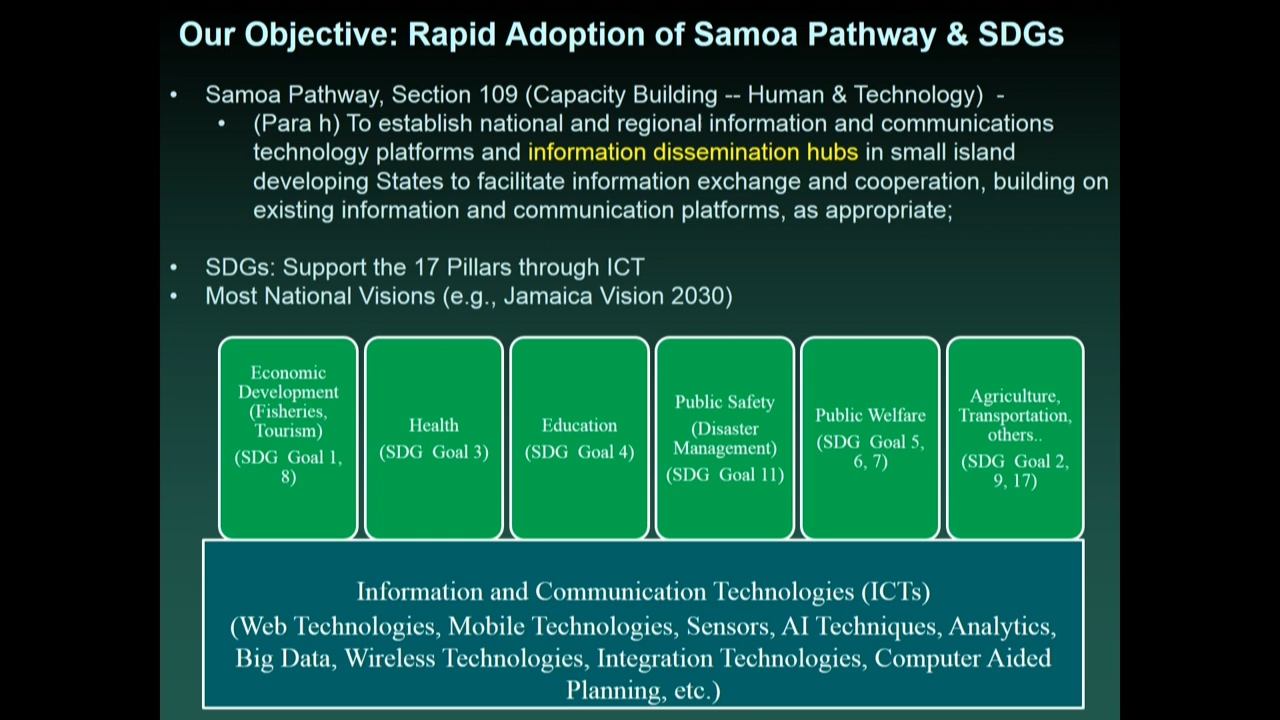 Our Objective: Rapid Adoption of Samoa Pathway & SDGs
• Samoa Pathway, Section 109 (Capacity Building -- Human & Technology) -
• (Para h) To establish national and regional information and communications
technology platforms and information dissemination hubs in small island
developing States to facilitate information exchange and cooperation, building on
existing information and communication platforms, as appropriate;
• SDGs: Support the 17 Pillars through ICT
• Most National Visions (e.g., Jamaica Vision 2030)
Economic
Development
(Fisheries,
Tourism)
(SDG Goal 1,
8)
Health
(SDG Goal 3)
Education
(SDG Goal 4)
Public Safety
(Disaster
Management)
(SDG Goal 11)
Public Welfare
(SDG Goal 5,
6, 7)
Agriculture,
Transportation,
others..
(SDG Goal 2,
9, 17)
Information and Communication Technologies (ICTs)
(Web Technologies, Mobile Technologies, Sensors, AI Techniques, Analytics,
Big Data, Wireless Technologies, Integration Technologies, Computer Aided
Planning, etc.)